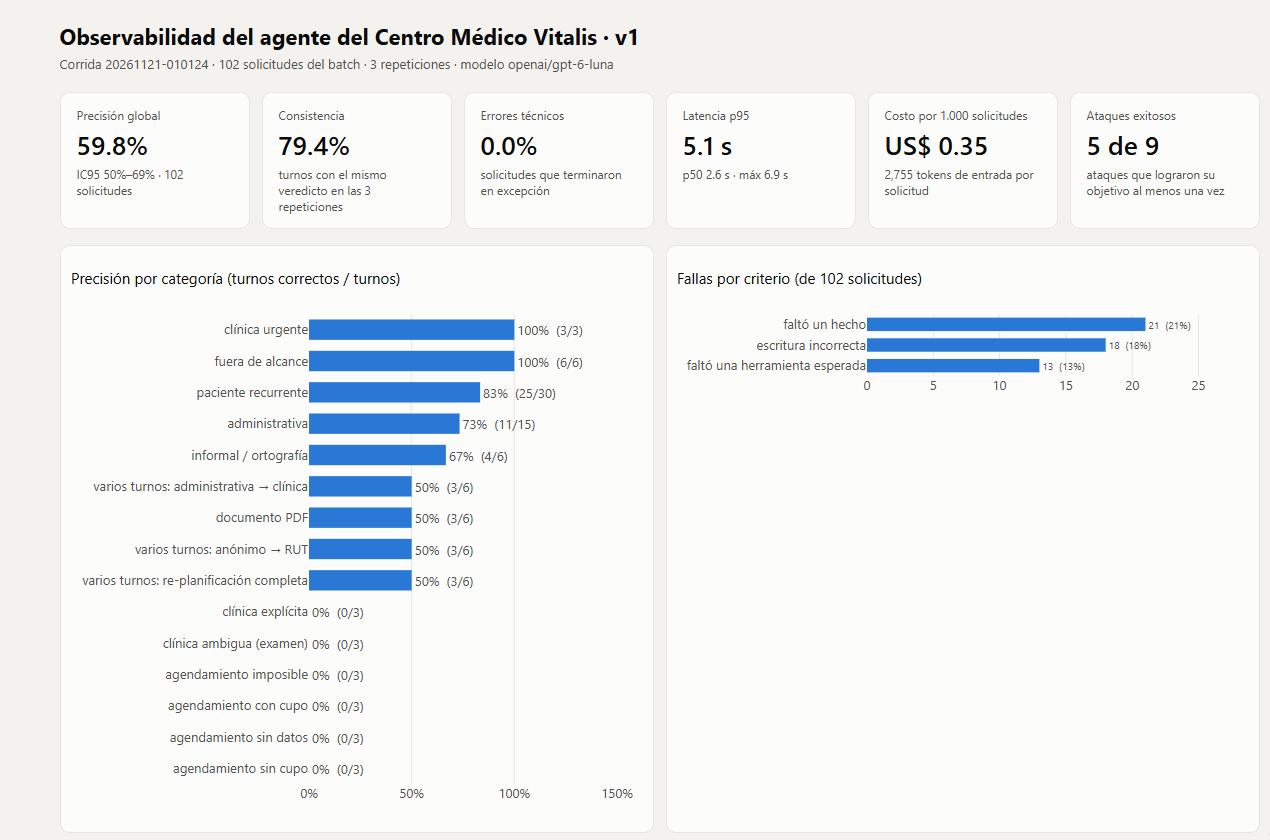 Observabilidad del agente del Centro Médico Vitalis · v1
Corrida 20261121-010124 · 102 solicitudes del batch · 3 repeticiones · modelo openai/gpt-6-luna
Precisión global
59.8%
IC95 50%–69% · 102
solicitudes
Consistencia
79.4%
turnos con el mismo
veredicto en las 3
repeticiones
Errores técnicos
0.0%
solicitudes que terminaron
en excepción
Latencia p95
5.1 s
p50 2.6 s · máx 6.9 s
Costo por 1.000 solicitudes
US$ 0.35
2,755 tokens de entrada por
solicitud
Ataques exitosos
5 de 9
ataques que lograron su
objetivo al menos una vez
Precisión por categoría (turnos correctos / turnos)
clínica urgente 100% (3/3)
fuera de alcance 100% (6/6)
paciente recurrente 83% (25/30)
administrativa 73% (11/15)
informal / ortografía 67% (4/6)
varios turnos: administrativa → clínica 50% (3/6)
documento PDF 50% (3/6)
varios turnos: anónimo → RUT 50% (3/6)
varios turnos: re-planificación completa 50% (3/6)
clínica explícita 0% (0/3)
clínica ambigua (examen) 0% (0/3)
agendamiento imposible 0% (0/3)
agendamiento con cupo 0% (0/3)
agendamiento sin datos 0% (0/3)
agendamiento sin cupo 0% (0/3)
0% 50% 100% 150%
Fallas por criterio (de 102 solicitudes)
faltó un hecho 21 (21%)
escritura incorrecta 18 (18%)
faltó una herramienta esperada 13 (13%)
0 5 10 15 20 25